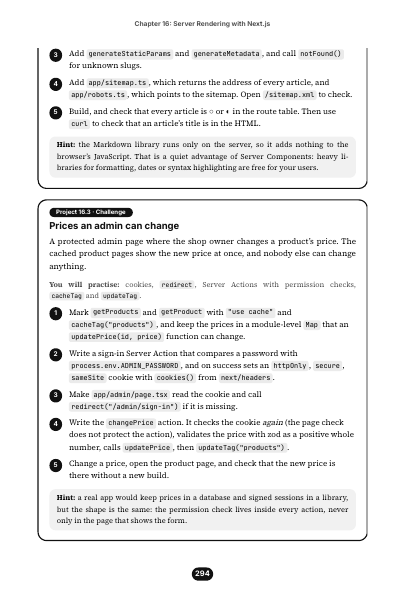 Chapter 16: Server Rendering with Next.js
3 Add generateStaticParams and generateMetadata, and call notFound()
for unknown slugs.
4 Add app/sitemap.ts, which returns the address of every article, and
app/robots.ts, which points to the sitemap. Open /sitemap.xml to check.
5 Build, and check that every article is ○ or ◐ in the route table. Then use
curl to check that an article's title is in the HTML.
Hint: the Markdown library runs only on the server, so it adds nothing to the
browser's JavaScript. That is a quiet advantage of Server Components: heavy li-
braries for formatting, dates or syntax highlighting are free for your users.
Project 16.3 · Challenge
Prices an admin can change
A protected admin page where the shop owner changes a product's price. The
cached product pages show the new price at once, and nobody else can change
anything.
You will practise: cookies, redirect, Server Actions with permission checks,
cacheTag and updateTag.
1 Mark getProducts and getProduct with "use cache" and
cacheTag("products"), and keep the prices in a module-level Map that an
updatePrice(id, price) function can change.
2 Write a sign-in Server Action that compares a password with
process.env.ADMIN_PASSWORD, and on success sets an httpOnly, secure,
sameSite cookie with cookies() from next/headers.
3 Make app/admin/page.tsx read the cookie and call
redirect("/admin/sign-in") if it is missing.
4 Write the changePrice action. It checks the cookie again (the page check
does not protect the action), validates the price with zod as a positive whole
number, calls updatePrice, then updateTag("products").
5 Change a price, open the product page, and check that the new price is
there without a new build.
Hint: a real app would keep prices in a database and signed sessions in a library,
but the shape is the same: the permission check lives inside every action, never
only in the page that shows the form.
294